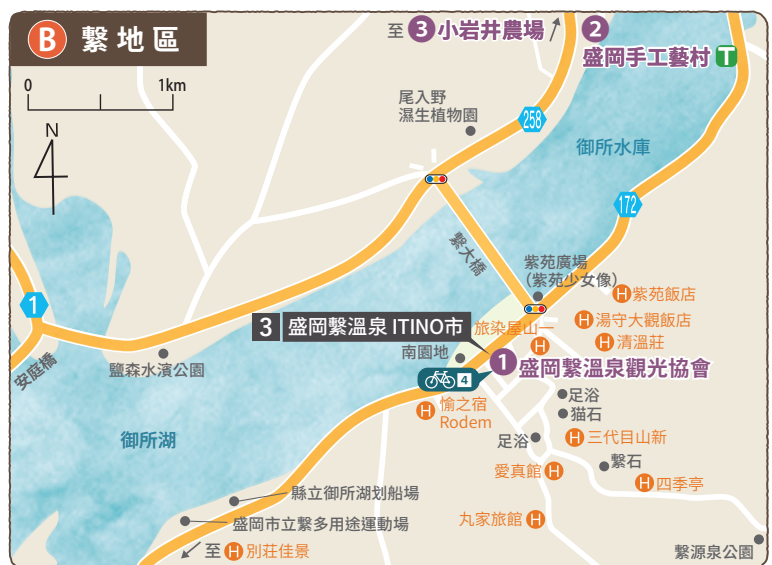 B 繫地區
0 1km
N
至 3 小岩井農場
2
盛岡手工藝村 T
尾入野
濕生植物園
258
御所水庫
172
繫大橋
紫苑廣場
(紫苑少女像)
H 紫苑飯店
H 湯守大觀飯店
H 清溫莊
1
3 盛岡繫溫泉 ITINO市
旅染屋山一
H
南園地
1 盛岡繫溫泉觀光協會
4
安庭橋
鹽森水濱公園
H 愉之宿
Rodem
足浴
猫石
足浴
H 三代目山新
御所湖
愛真館 H
繫石
H 四季亭
縣立御所湖划船場
丸家旅館 H
盛岡市立繫多用途運動場
至 H 別莊佳景
繫源泉公園